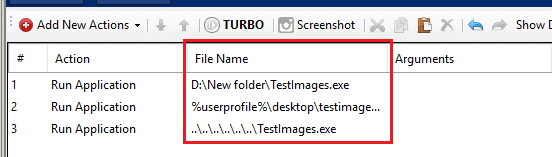 Add New Actions TURBO Screenshot Show D
# Action File Name Arguments
1 Run Application D:\New folder\TestImages.exe
2 Run Application %userprofile%\desktop\testimage...
3 Run Application ..\..\..\..\..\..\TestImages.exe